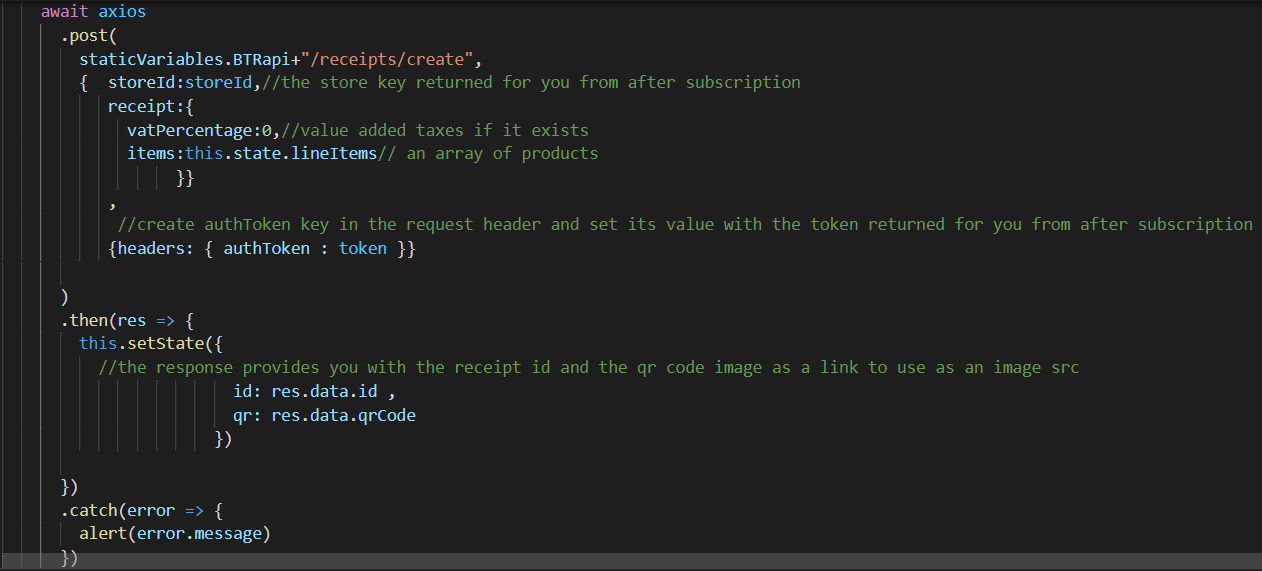 await axios
.post(
staticVariables.BTRapi+"/receipts/create",
{  storeId:storeId,//the store key returned for you from after subscription
receipt:{
vatPercentage:0,//value added taxes if it exists
items:this.state.lineItems// an array of products
}}
,
//create authToken key in the request header and set its value with the token returned for you from after subscription
{headers: { authToken : token }}
)
.then(res => {
this.setState({
//the response provides you with the receipt id and the qr code image as a link to use as an image src
id: res.data.id ,
qr: res.data.qrCode
})
})
.catch(error => {
alert(error.message)
})